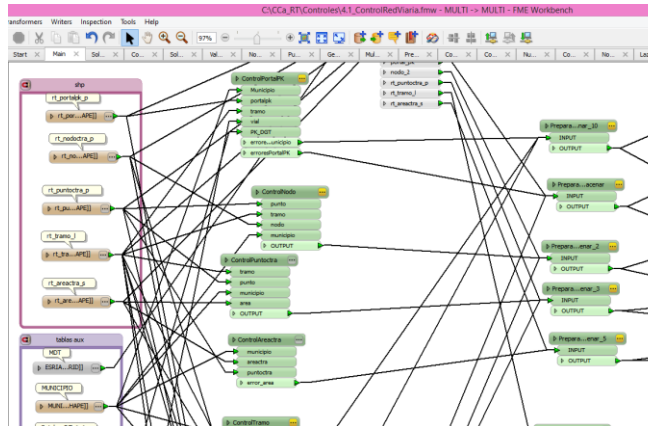 C:\CCa_RT\Controles\4.1_ControlRedViaria.fmw - MULTI -> MULTI - FME Workbench
Transformers Writers Inspection Tools Help
97%
Start Main Sol... Co... Sol... Val... No... Pu... Ge... Mul... Pre... Co... Co... Nu... Co... No...
shp
rt_portalpk_p
rt_por...APE]]
rt_nodoctra_p
rt_no...APE]]
rt_puntoctra_p
rt_pu...APE]]
rt_tramo_l
rt_tra...APE]]
rt_areactra_s
rt_are...APE]]
tables aux
MDT
ESRIA...RID]]
MUNICIPIO
MUNI...HAPE]]
ControlPortalPK
Municipio
portalpk
tramo
vial
PK_DGT
errores...unicipio
erroresPortalPK
ControlNodo
punto
tramo
nodo
municipio
OUTPUT
ControlPuntoctra
tramo
punto
municipio
area
OUTPUT
ControlAreactra
municipio
areactra
puntoctra
error_area
ControlTramo
nodo_2
rt_puntoctra_p
rt_tramo_l
rt_areactra_s
Prepara...nar_10
INPUT
OUTPUT
Prepara...acenar
INPUT
OUTPUT
Prepara...enar_2
INPUT
OUTPUT
Prepara...enar_3
INPUT
OUTPUT
Prepara...enar_5
INPUT
OUTPUT